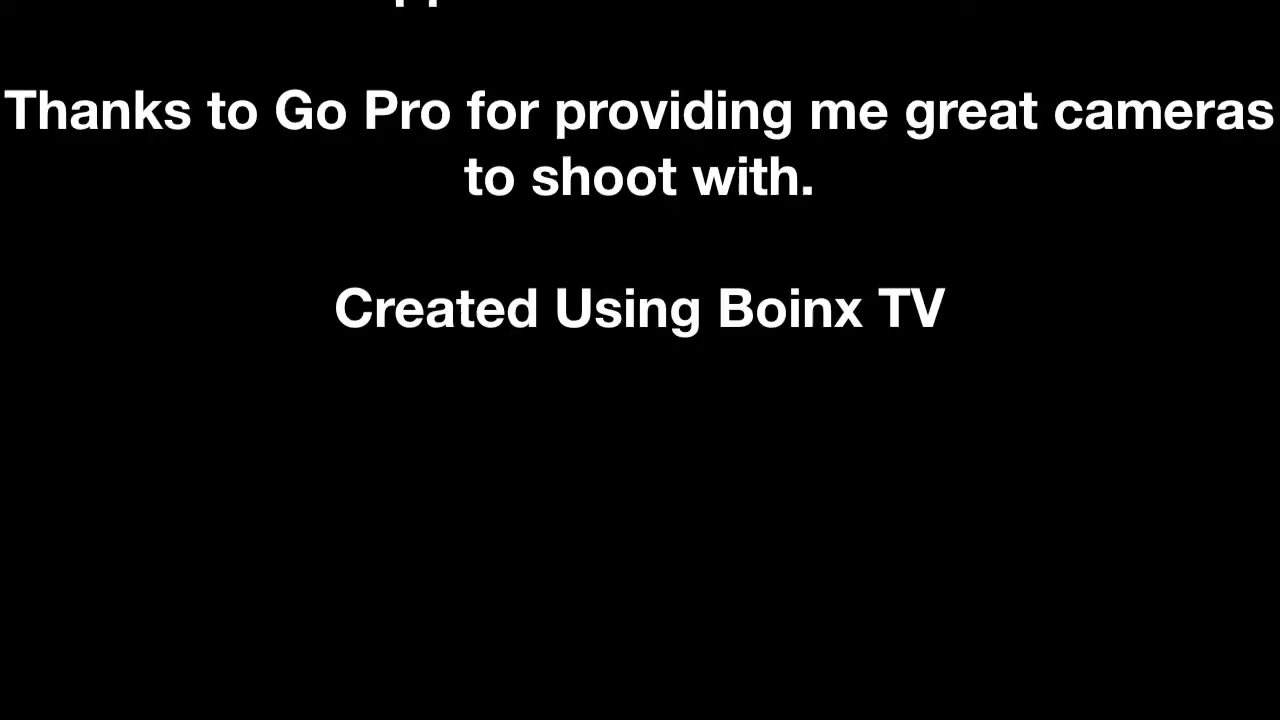 Thanks to Go Pro for providing me great cameras
to shoot with.
Created Using Boinx TV